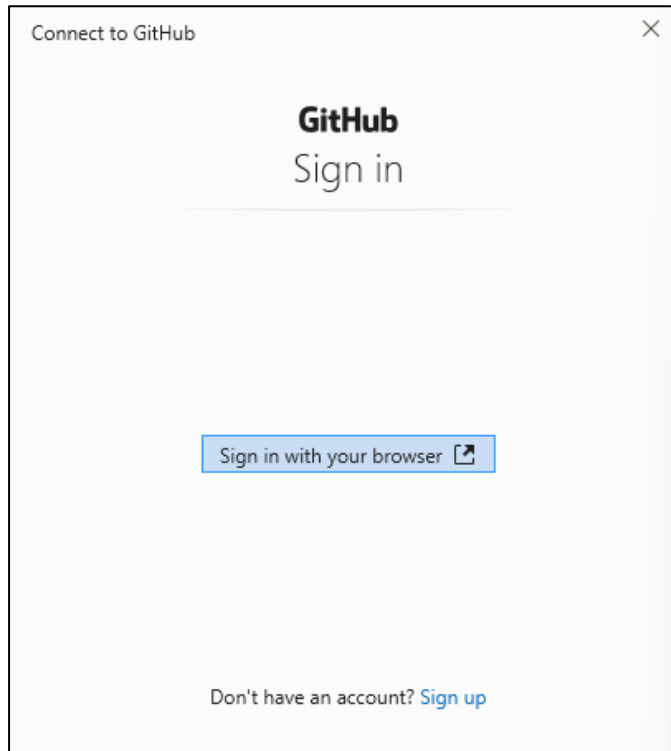 Connect to GitHub
GitHub
Sign in
Sign in with your browser
Don't have an account? Sign up